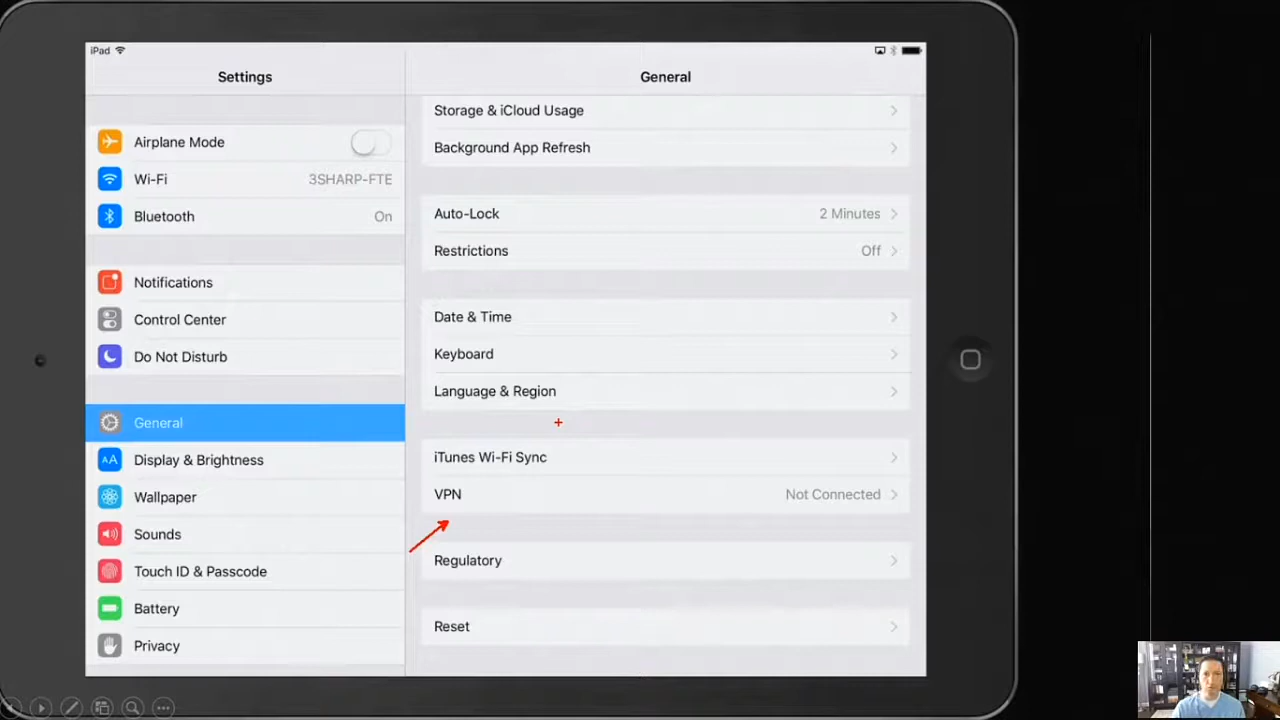 iPad
Settings
General
Airplane Mode
Wi-Fi 3SHARP-FTE
Bluetooth On
Notifications
Control Center
Do Not Disturb
General
AA Display & Brightness
Wallpaper
Sounds
Touch ID & Passcode
Battery
Privacy
Storage & iCloud Usage
Background App Refresh
Auto-Lock 2 Minutes
Restrictions Off
Date & Time
Keyboard
Language & Region
iTunes Wi-Fi Sync
VPN Not Connected
Regulatory
Reset